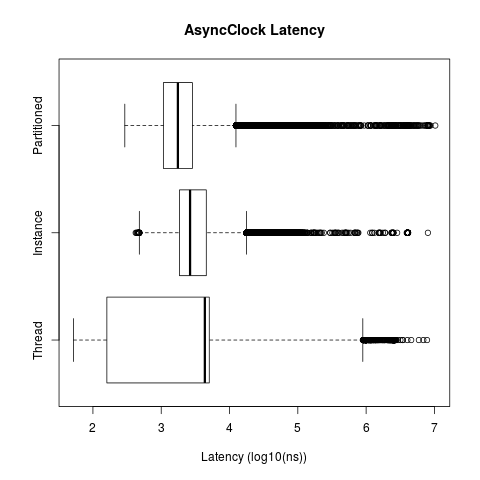 AsyncClock Latency
Partitioned
Instance
Thread
2 3 4 5 6 7
Latency (log10(ns))